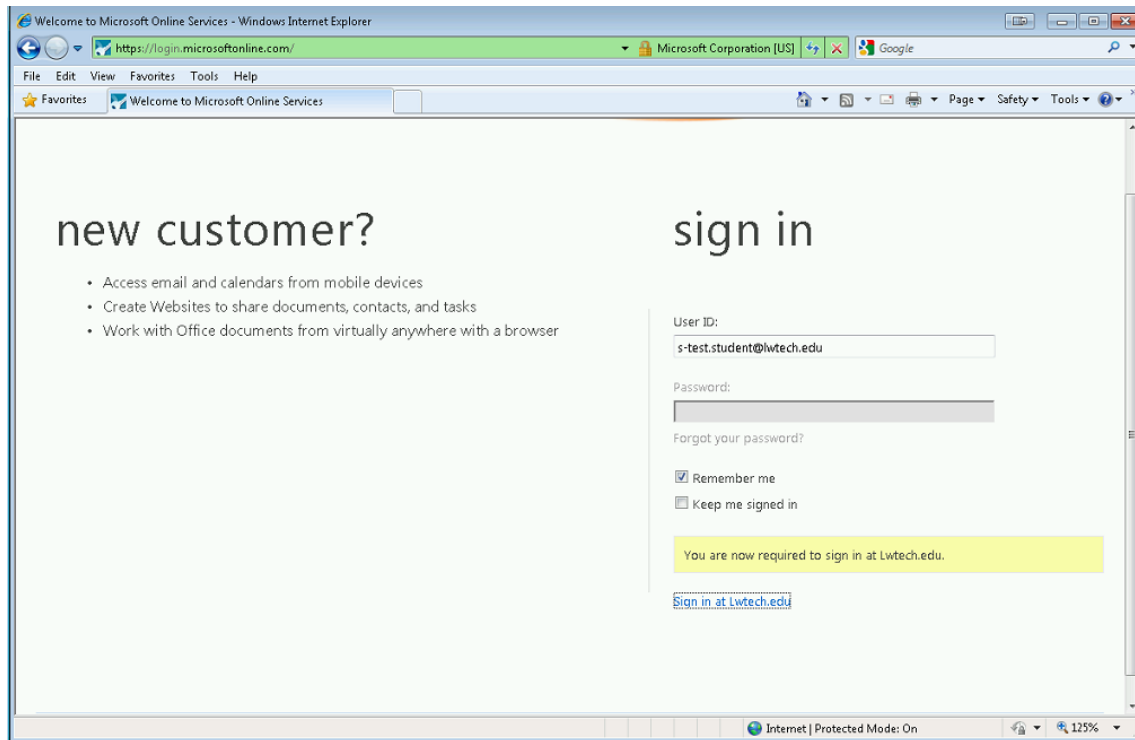 Welcome to Microsoft Online Services - Windows Internet Explorer
https://login.microsoftonline.com/
Microsoft Corporation [US]
Google
File Edit View Favorites Tools Help
Favorites
Welcome to Microsoft Online Services
Page Safety Tools
new customer?
• Access email and calendars from mobile devices
• Create Websites to share documents, contacts, and tasks
• Work with Office documents from virtually anywhere with a browser
sign in
User ID:
s-test.student@lwtech.edu
Password:
Forgot your password?
Remember me
Keep me signed in
You are now required to sign in at Lwtech.edu.
Sign in at Lwtech.edu
Internet | Protected Mode: On
125%